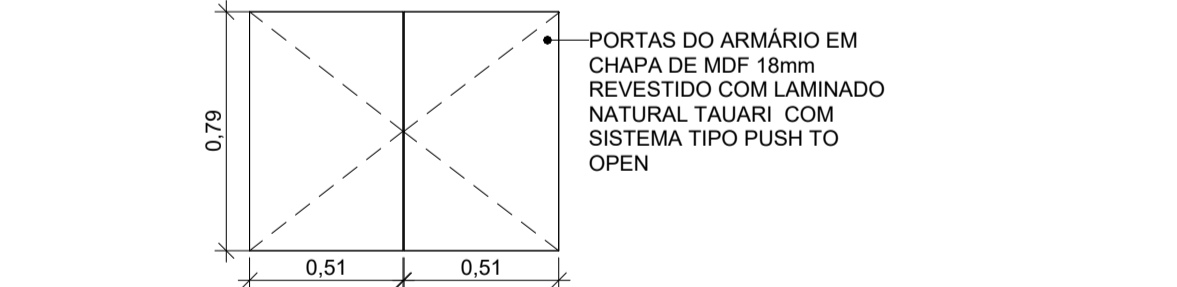 PORTAS DO ARMÁRIO EM
CHAPA DE MDF 18mm
REVESTIDO COM LAMINADO
NATURAL TAUARI COM
SISTEMA TIPO PUSH TO
OPEN
0,79
0,51
0,51